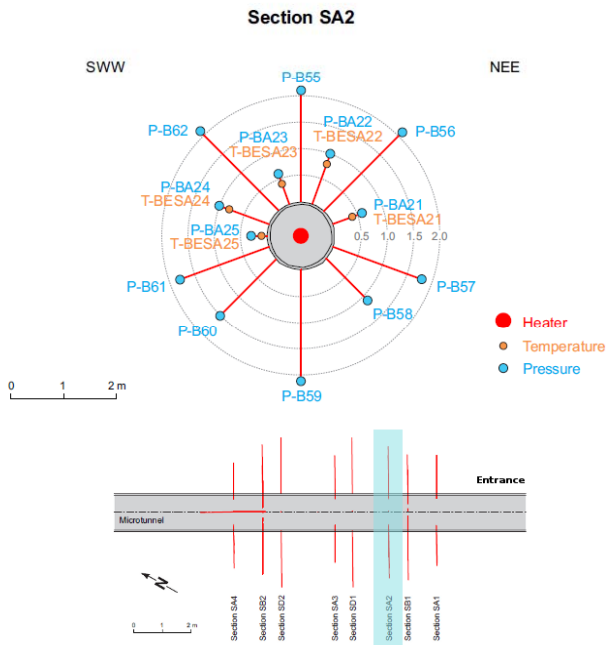 Section SA2
SWW
NEE
P-B55
P-B62
P-BA23
T-BESA23
P-BA22
T-BESA22
P-B56
P-BA24
T-BESA24
P-BA21
T-BESA21
P-BA25
T-BESA25
0.5 1.0 1.5 2.0
P-B61
P-B57
P-B60
P-B58
P-B59
Heater
Temperature
Pressure
0 1 2 m
Entrance
Microtunnel
N
0 1 2 m
Section SA4
Section SB2
Section SD2
Section SA3
Section SD1
Section SA2
Section SB1
Section SA1